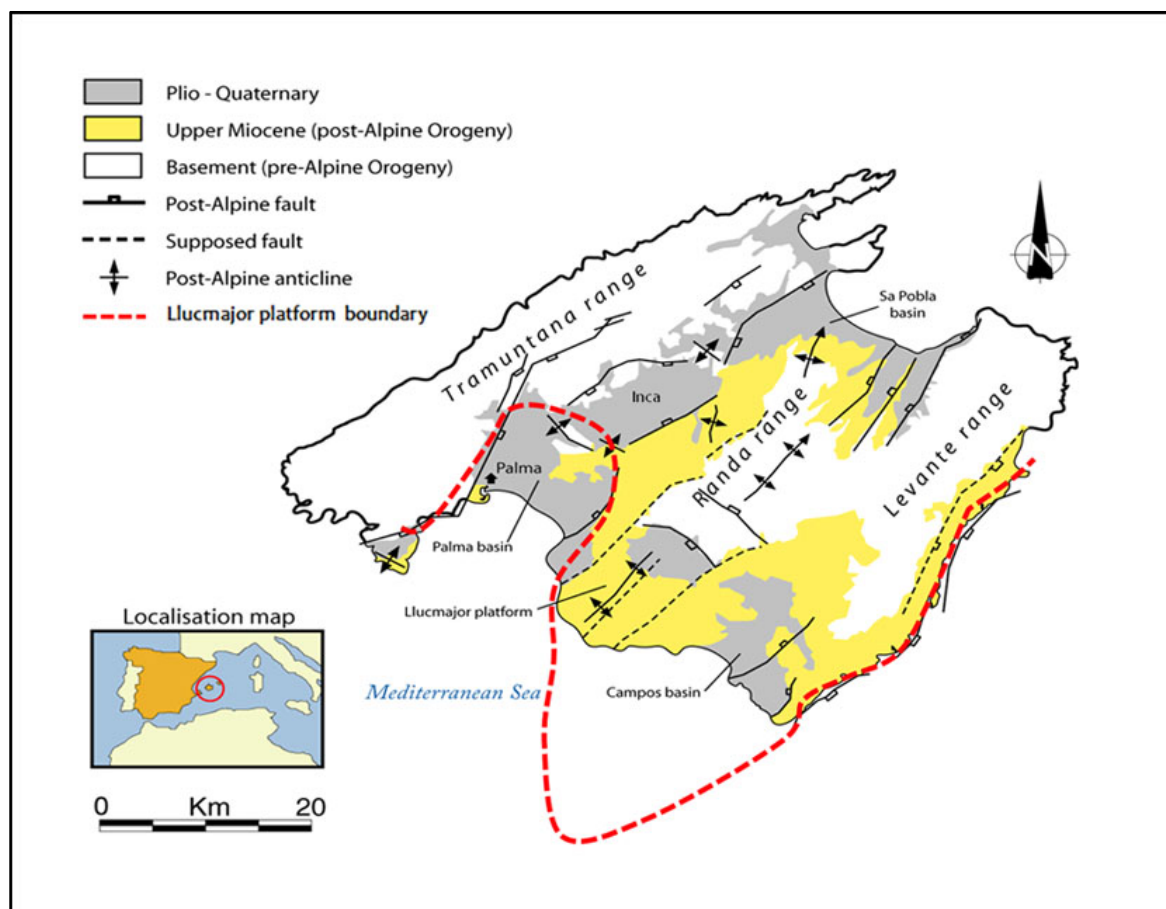 Plio - Quaternary
Upper Miocene (post-Alpine Orogeny)
Basement (pre-Alpine Orogeny)
Post-Alpine fault
Supposed fault
Post-Alpine anticline
Llucmajor platform boundary
N
Tramuntana range
Sa Pobla
basin
Inca
Randa range
Levante range
Palma
Palma basin
Llucmajor platform
Campos basin
Mediterranean Sea
Localisation map
0 Km 20